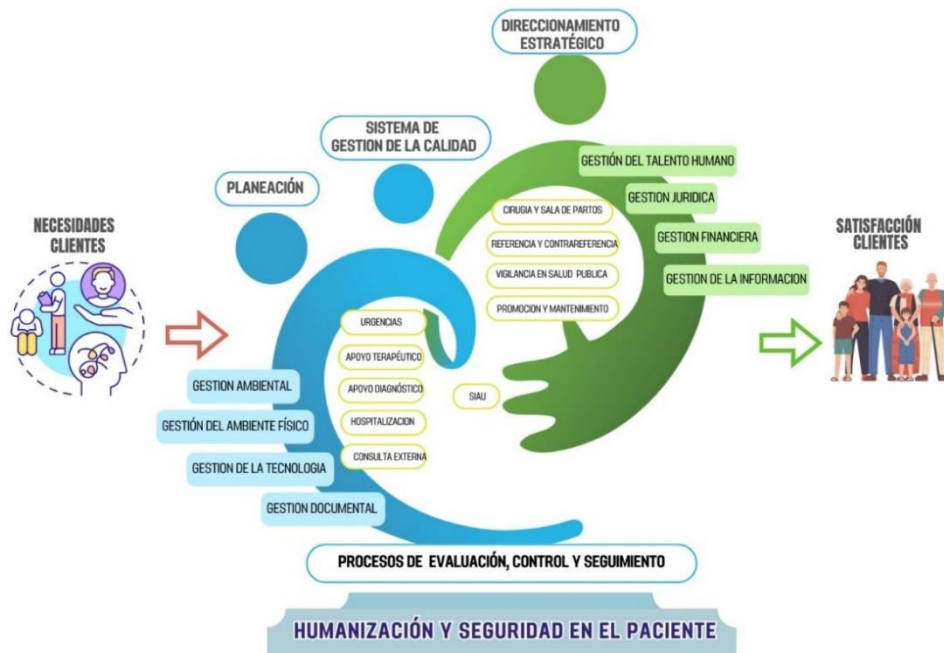 DIRECCIONAMIENTO
ESTRATÉGICO
SISTEMA DE
GESTION DE LA CALIDAD
PLANEACIÓN
NECESIDADES
CLIENTES
GESTIÓN DEL TALENTO HUMANO
GESTION JURIDICA
GESTION FINANCIERA
GESTION DE LA INFORMACION
SATISFACCIÓN
CLIENTES
CIRUGIA Y SALA DE PARTOS
REFERENCIA Y CONTRAREFERENCIA
VIGILANCIA EN SALUD PUBLICA
PROMOCION Y MANTENIMIENTO
URGENCIAS
APOYO TERAPÉUTICO
APOYO DIAGNÓSTICO
HOSPITALIZACION
CONSULTA EXTERNA
SIAU
GESTION AMBIENTAL
GESTIÓN DEL AMBIENTE FÍSICO
GESTION DE LA TECNOLOGIA
GESTION DOCUMENTAL
PROCESOS DE EVALUACIÓN, CONTROL Y SEGUIMIENTO
HUMANIZACIÓN Y SEGURIDAD EN EL PACIENTE